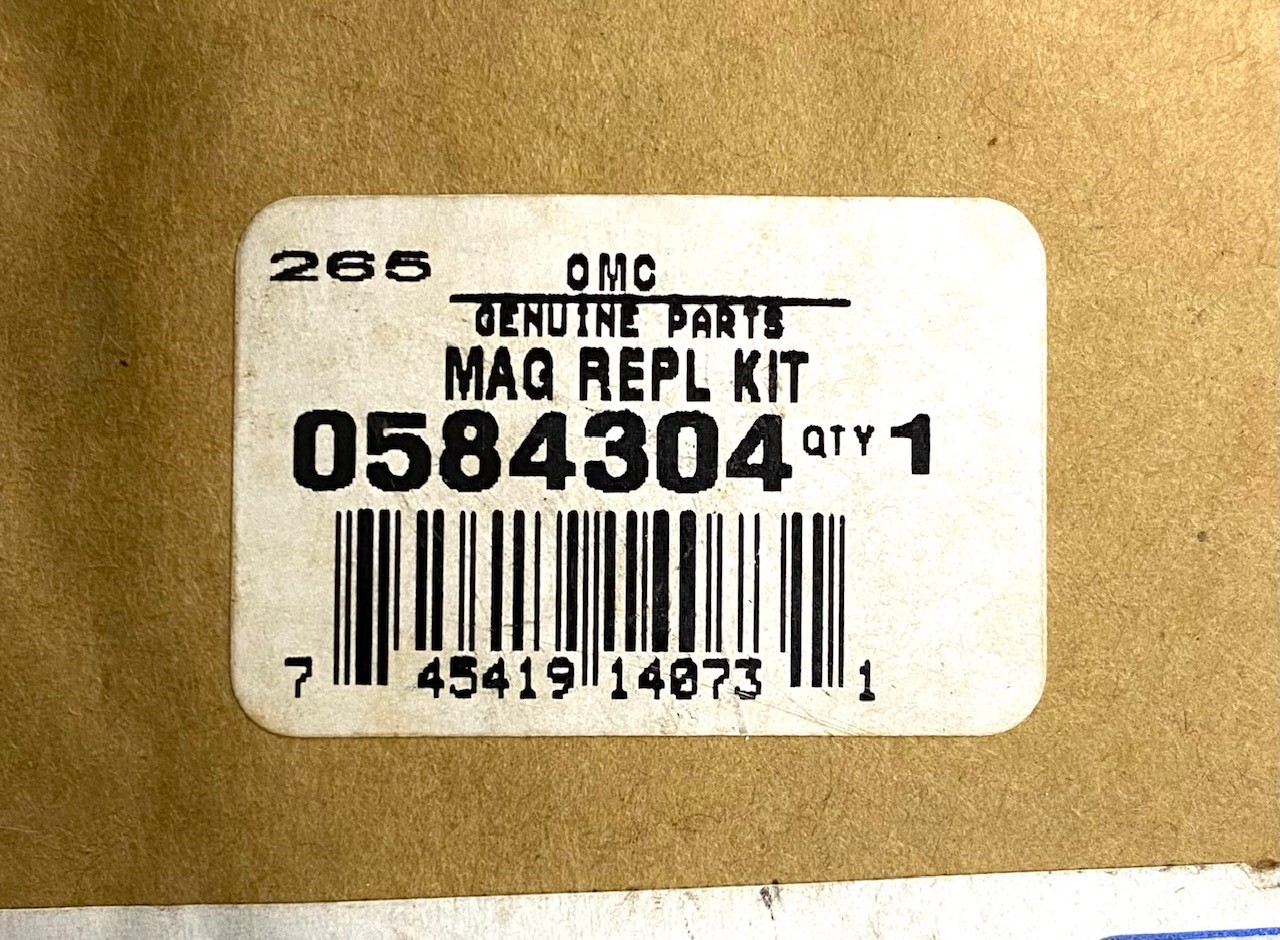 265 OMC
GENUINE PARTS
MAG REPL KIT
0584304 QTY 1
7 45419 14073 1